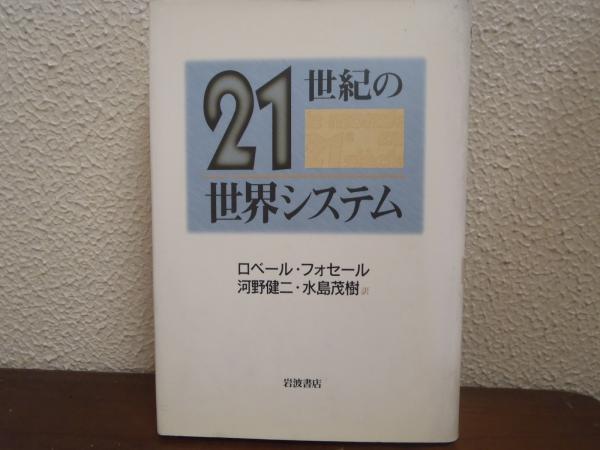 21世紀の
世界システム
ロベール・フォセール
河野健二・水島茂樹 訳
岩波書店